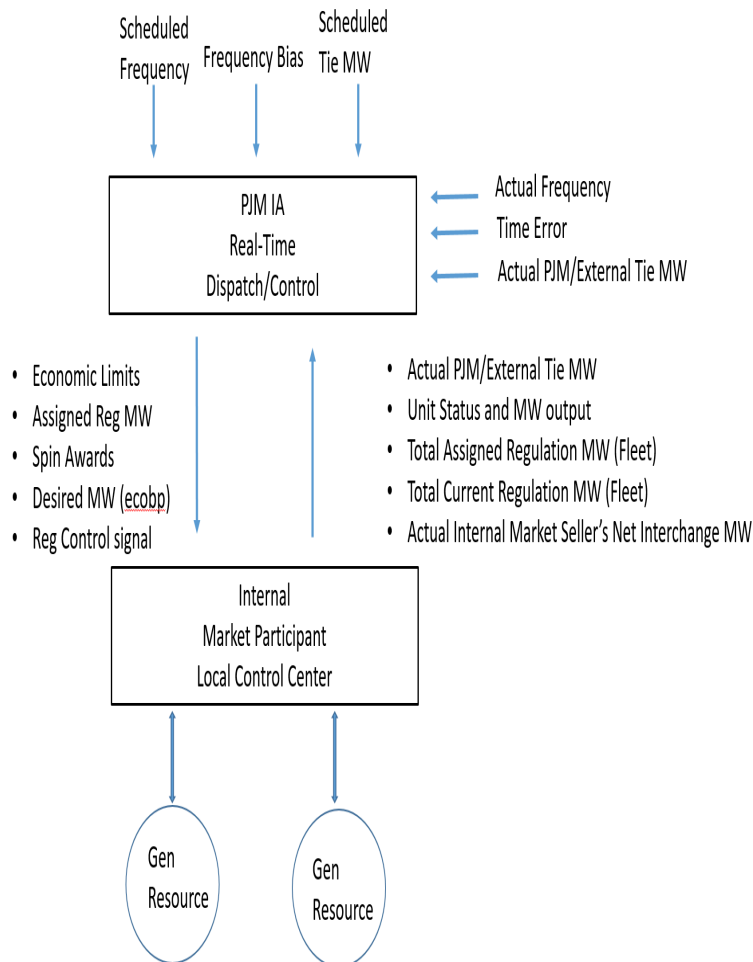 Scheduled
Frequency
Frequency Bias
Scheduled
Tie MW
PJM IA
Real-Time
Dispatch/Control
Actual Frequency
Time Error
Actual PJM/External Tie MW
• Economic Limits
• Assigned Reg MW
• Spin Awards
• Desired MW (ecobp)
• Reg Control signal
• Actual PJM/External Tie MW
• Unit Status and MW output
• Total Assigned Regulation MW (Fleet)
• Total Current Regulation MW (Fleet)
• Actual Internal Market Seller's Net Interchange MW
Internal
Market Participant
Local Control Center
Gen
Resource
Gen
Resource